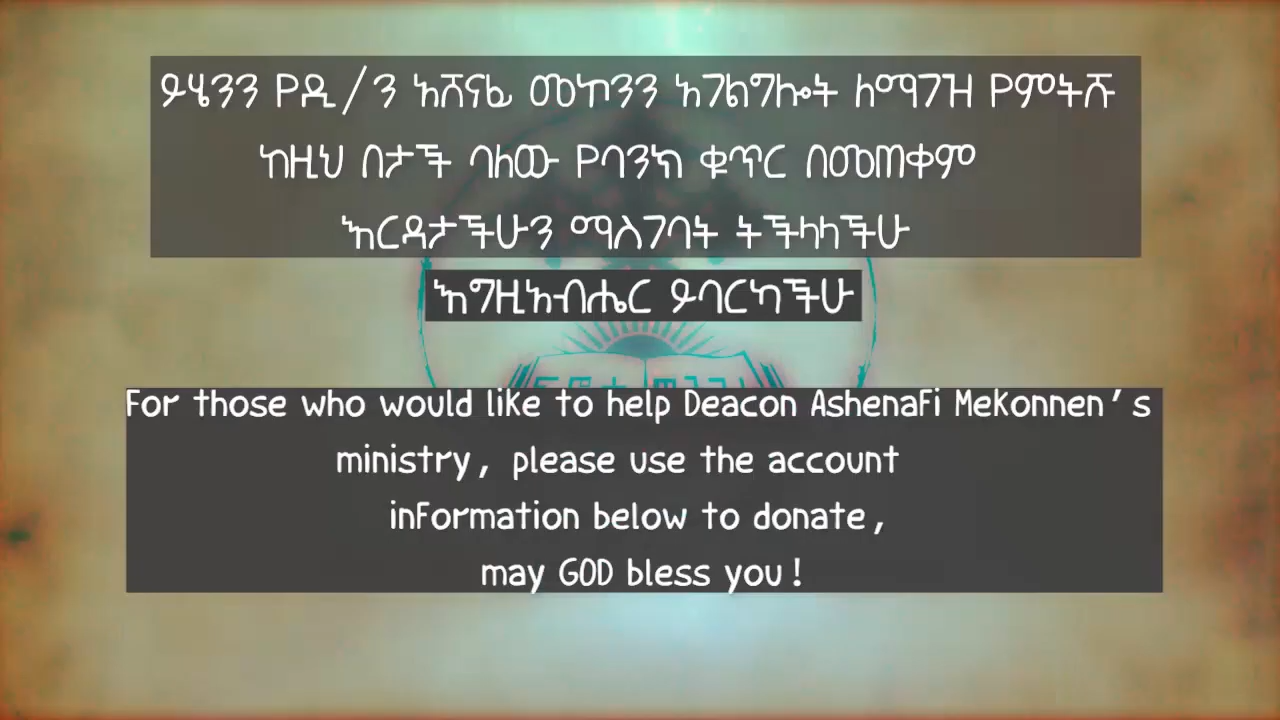 ይሄንን የዲ/ን አሸናፊ መኮንን አገልግሎት ለማገዝ የምትሹ
ከዚህ በታች ባለው የባንክ ቁጥር በመጠቀም
እርዳታችሁን ማስገባት ትችላላችሁ
እግዚአብሔር ይባርካችሁ
For those who would like to help Deacon Ashenafi Mekonnen's
ministry, please use the account
information below to donate,
may GOD bless you!